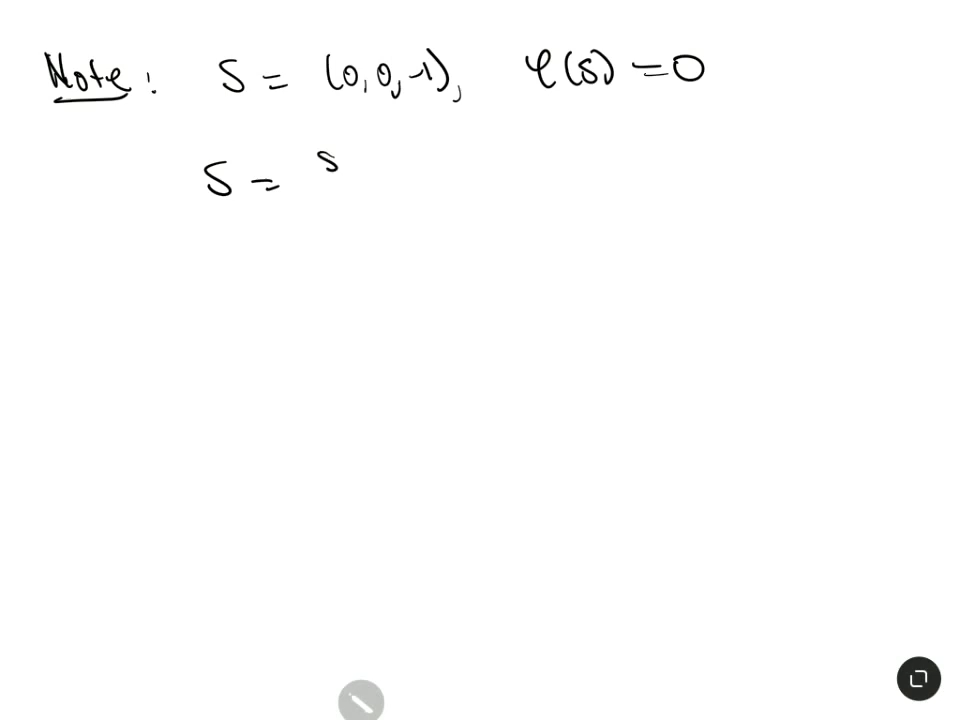 Note: S = (0, 0, -1), φ(S) = 0
S = s